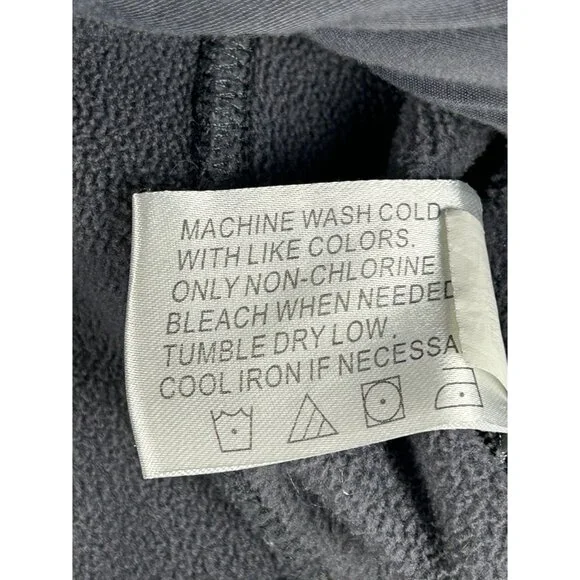 MACHINE WASH COLD
WITH LIKE COLORS.
ONLY NON-CHLORINE
BLEACH WHEN NEEDED
TUMBLE DRY LOW.
COOL IRON IF NECESSA